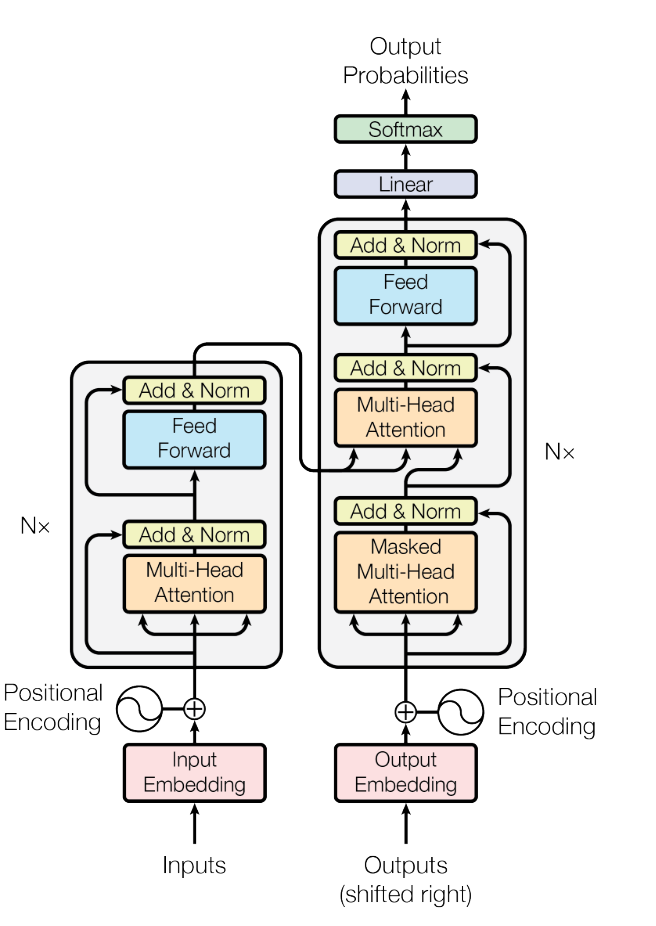 Output
Probabilities
Softmax
Linear
Add & Norm
Feed
Forward
Add & Norm
Multi-Head
Attention
Add & Norm
Masked
Multi-Head
Attention
Nx
Positional
Encoding
Output
Embedding
Outputs
(shifted right)
Add & Norm
Feed
Forward
Add & Norm
Multi-Head
Attention
Nx
Positional
Encoding
Input
Embedding
Inputs